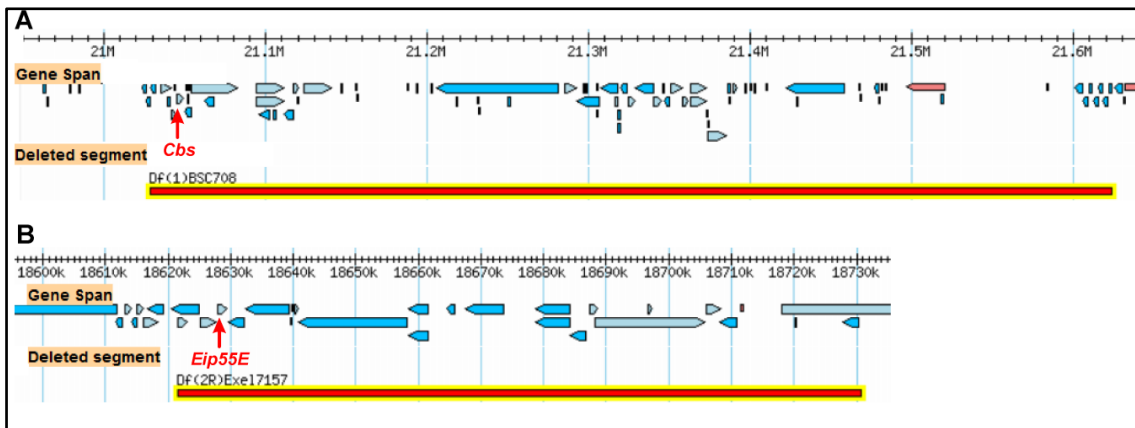 A
21M 21.1M 21.2M 21.3M 21.4M 21.5M 21.6M
Gene Span
Cbs
Deleted segment
Df(1)BSC708
B
18600k 18610k 18620k 18630k 18640k 18650k 18660k 18670k 18680k 18690k 18700k 18710k 18720k 18730k
Gene Span
Eip55E
Deleted segment
Df(2R)Exel7157